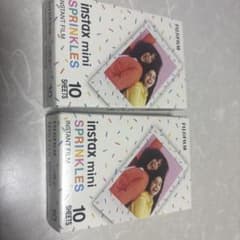 instax mini
SPRINKLES
INSTANT FILM
10
SHEETS
FUJIFILM
instax mini
SPRINKLES
INSTANT FILM
10
SHEETS
FUJIFILM